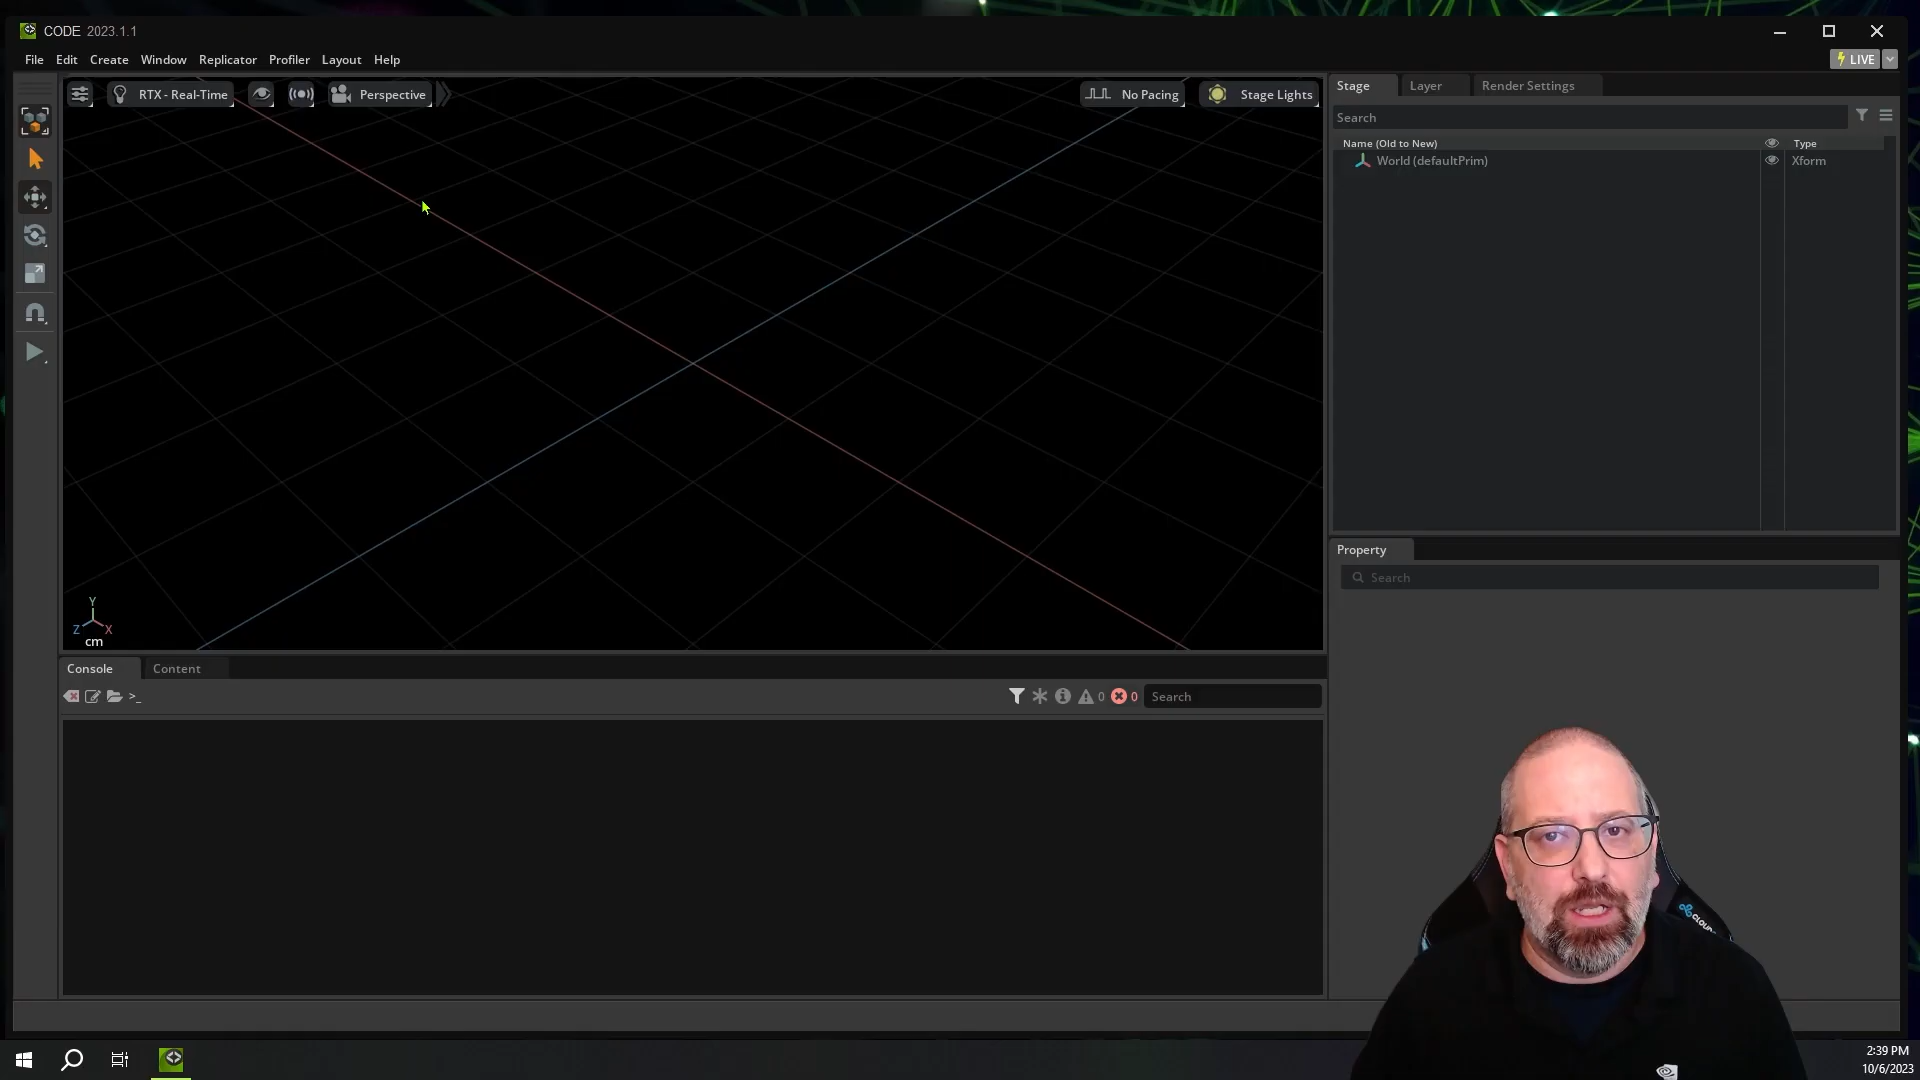 CODE 2023.1.1
File Edit Create Window Replicator Profiler Layout Help
LIVE
RTX - Real-Time
Perspective
No Pacing
Stage Lights
Stage
Layer
Render Settings
Search
Name (Old to New)
Type
World (defaultPrim)
Xform
Property
Search
Y
Z
X
cm
Console
Content
>_
0
0
Search
CLOUD
2:39 PM
10/6/2023